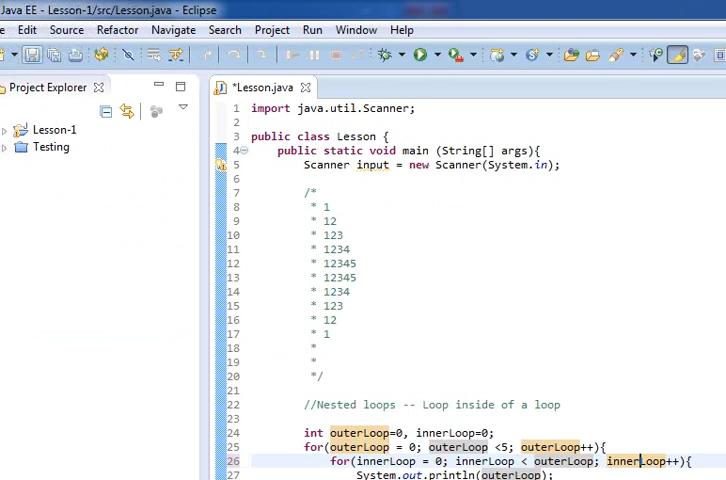 Java EE - Lesson-1/src/Lesson.java - Eclipse
Edit Source Refactor Navigate Search Project Run Window Help
Project Explorer
*Lesson.java
Lesson-1
Testing
1 import java.util.Scanner;
2
3 public class Lesson {
4 public static void main (String[] args){
5 Scanner input = new Scanner(System.in);
6
7 /*
8 * 1
9 * 12
10 * 123
11 * 1234
12 * 12345
13 * 12345
14 * 1234
15 * 123
16 * 12
17 * 1
18 *
19 *
20 */
21
22 //Nested loops -- Loop inside of a loop
23
24 int outerLoop=0, innerLoop=0;
25 for(outerLoop = 0; outerLoop <5; outerLoop++){
26 for(innerLoop = 0; innerLoop < outerLoop; innerLoop++){
27 System.out.println(outerLoop);